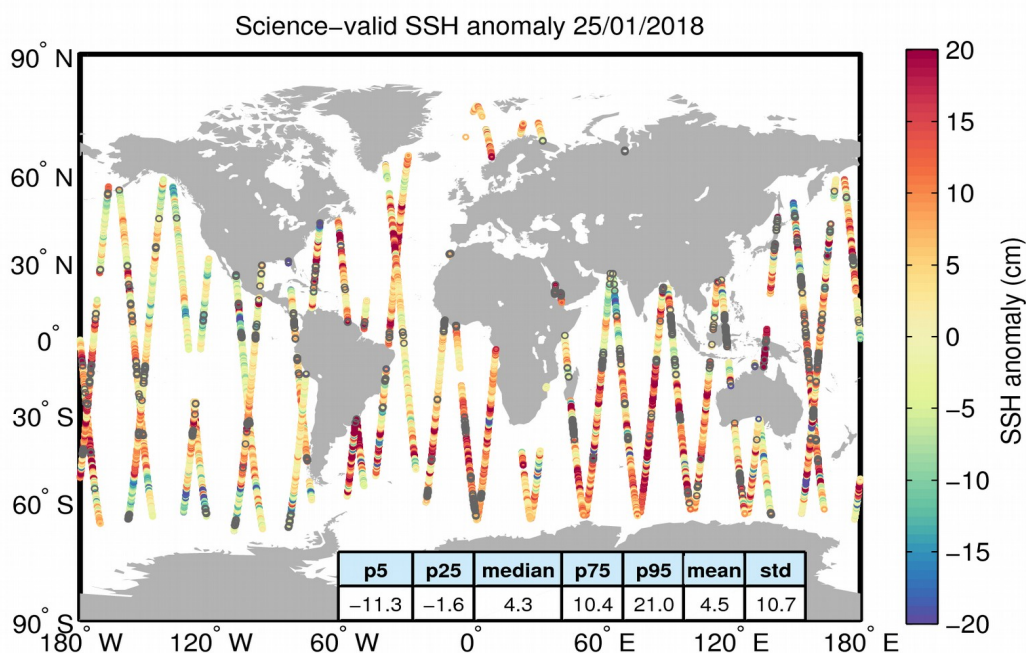 Science−valid SSH anomaly 25/01/2018
90° N
60° N
30° N
0°
30° S
60° S
90° S
180° W
120° W
60° W
0°
60° E
120° E
180° E
p5 p25 median p75 p95 mean std
−11.3 −1.6 4.3 10.4 21.0 4.5 10.7
20
15
10
5
0
−5
−10
−15
−20
SSH anomaly (cm)